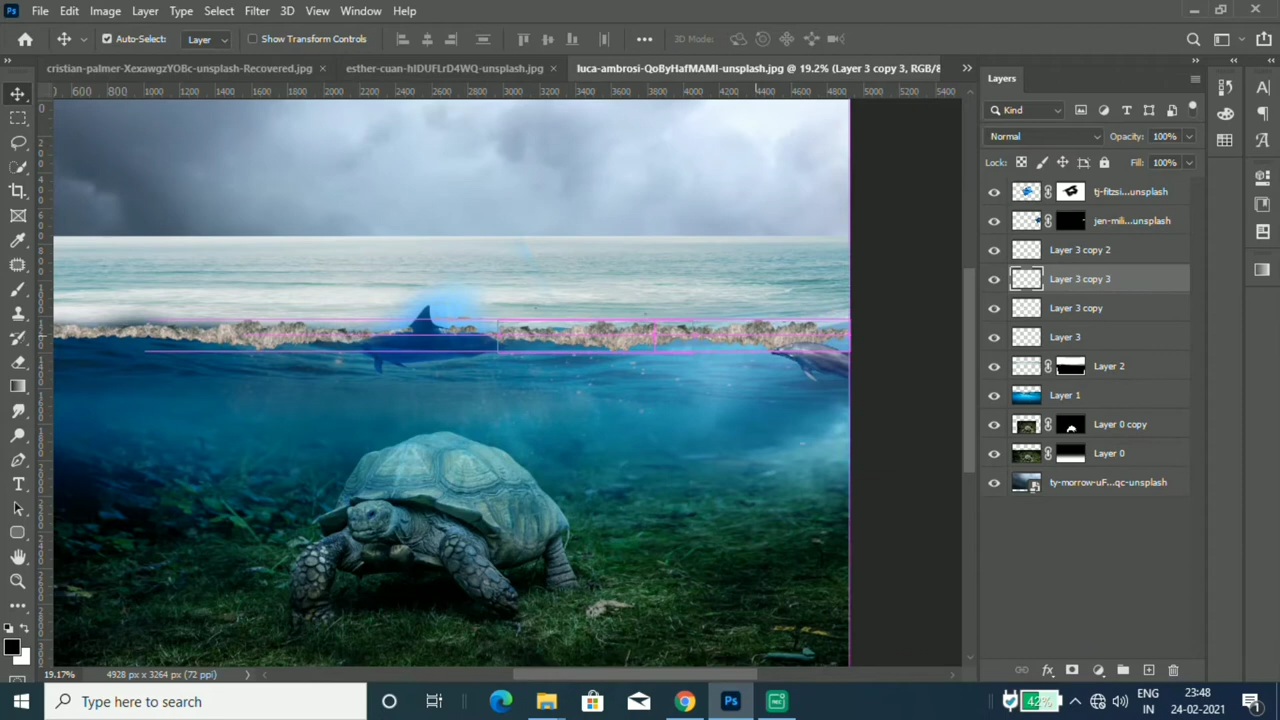 Ps File Edit Image Layer Type Select Filter 3D View Window Help
Auto-Select: Layer Show Transform Controls 3D Mode:
cristian-palmer-XexawgzYOBc-unsplash-Recovered.jpg × esther-cuan-hIDUFLrD4WQ-unsplash.jpg × luca-ambrosi-QoByHafMAMI-unsplash.jpg @ 19.2% (Layer 3 copy 3, RGB/8
600 800 1000 1200 1400 1600 1800 2000 2200 2400 2600 2800 3000 3200 3400 3600 3800 4000 4200 4400 4600 4800 5000 5200 5400
Layers
Kind
Normal Opacity: 100%
Lock: Fill: 100%
tj-fitzsi...unsplash
jen-mili...unsplash
Layer 3 copy 2
Layer 3 copy 3
Layer 3 copy
Layer 3
Layer 2
Layer 1
Layer 0 copy
Layer 0
ty-morrow-uF...qc-unsplash
19.17% 4928 px x 3264 px (72 ppi)
Type here to search
Ps
REC
42%
ENG
IN
23:48
24-02-2021
1